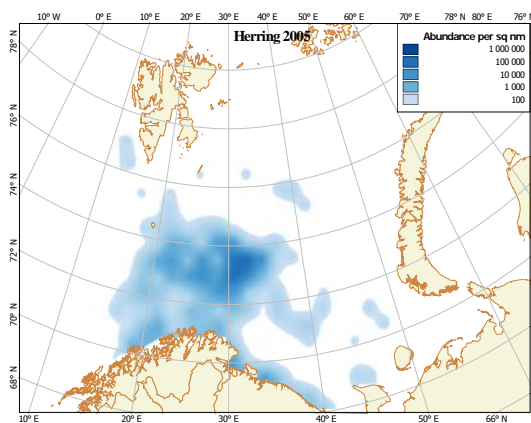 10° W 0° E 10° E 20° E 30° E 40° E 50° E 60° E 70° E 78° N 80° E 76° N
Herring 2005
Abundance per sq nm
1 000 000
100 000
10 000
1 000
100
78° N
76° N
74° N
72° N
70° N
68° N
10° E 20° E 30° E 40° E 50° E 66° N